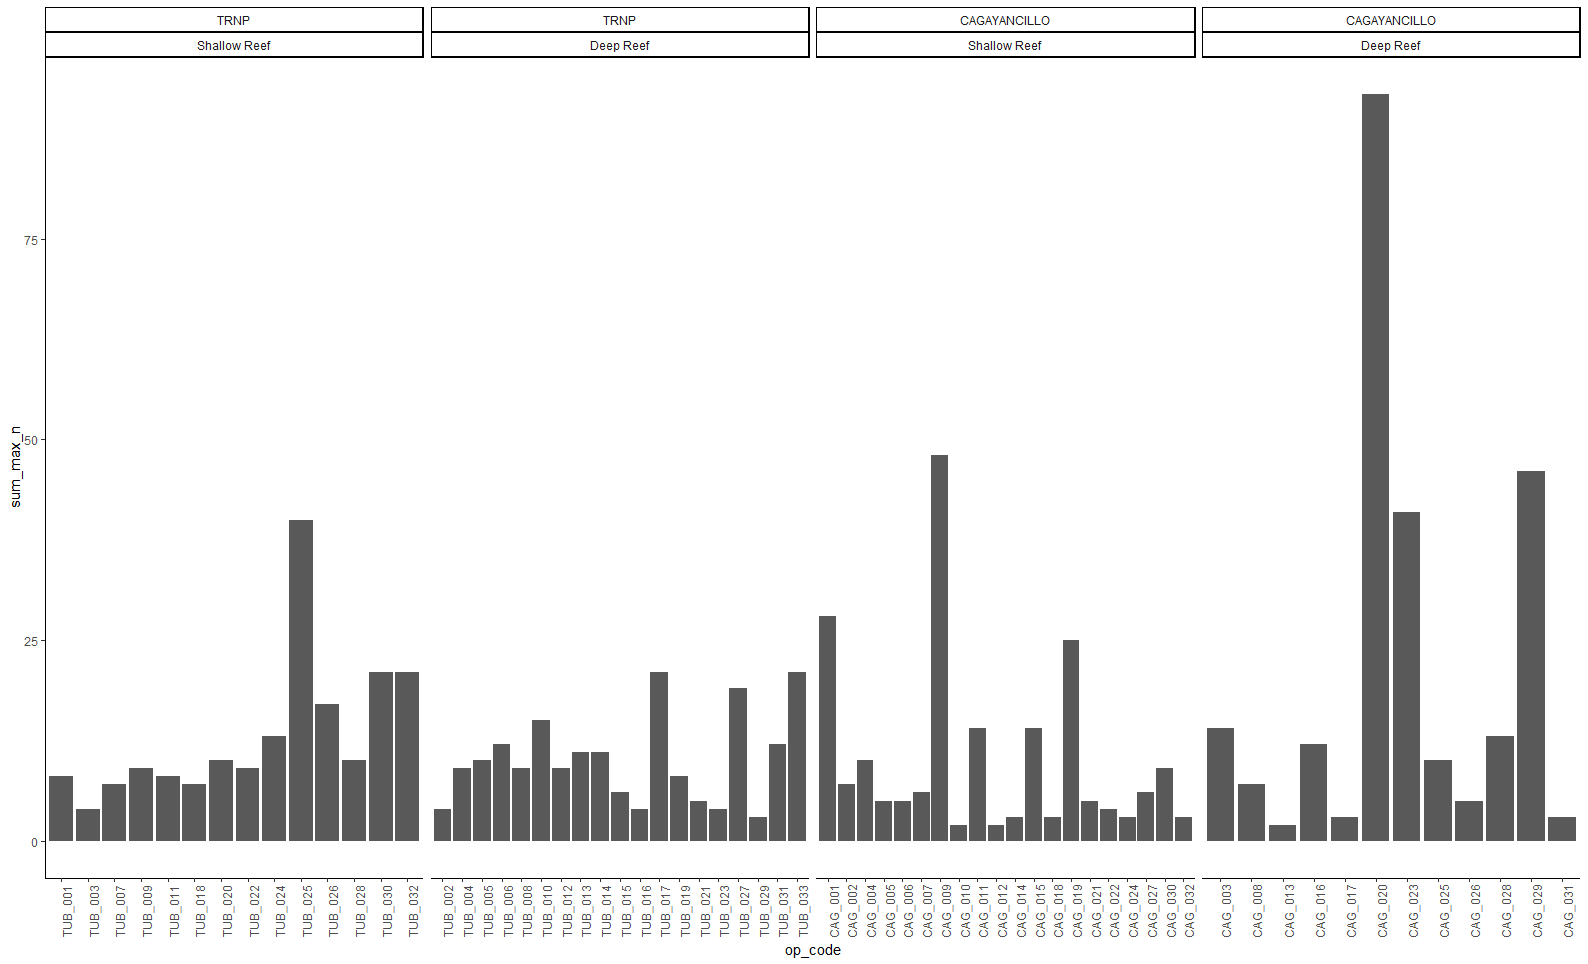 TRNP
TRNP
CAGAYANCILLO
CAGAYANCILLO
Shallow Reef
Deep Reef
Shallow Reef
Deep Reef
75
50
25
0
sum_max_n
TUB_001
TUB_003
TUB_007
TUB_009
TUB_011
TUB_018
TUB_020
TUB_022
TUB_024
TUB_025
TUB_026
TUB_028
TUB_030
TUB_032
TUB_002
TUB_004
TUB_005
TUB_006
TUB_008
TUB_010
TUB_012
TUB_013
TUB_014
TUB_015
TUB_016
TUB_017
TUB_019
TUB_021
TUB_023
TUB_027
TUB_029
TUB_031
TUB_033
CAG_001
CAG_002
CAG_004
CAG_005
CAG_006
CAG_007
CAG_009
CAG_010
CAG_011
CAG_012
CAG_014
CAG_015
CAG_018
CAG_019
CAG_021
CAG_022
CAG_024
CAG_027
CAG_030
CAG_032
CAG_003
CAG_008
CAG_013
CAG_016
CAG_017
CAG_020
CAG_023
CAG_025
CAG_026
CAG_028
CAG_029
CAG_031
op_code